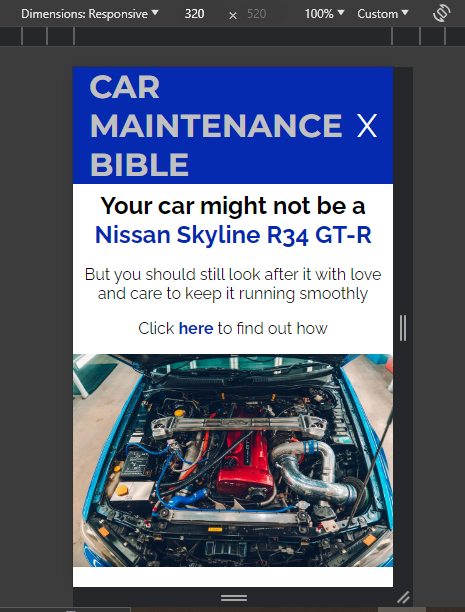 Dimensions: Responsive ▼ 320 × 520 100% ▼ Custom ▼
CAR
MAINTENANCE X
BIBLE
Your car might not be a
Nissan Skyline R34 GT-R
But you should still look after it with love
and care to keep it running smoothly
Click here to find out how